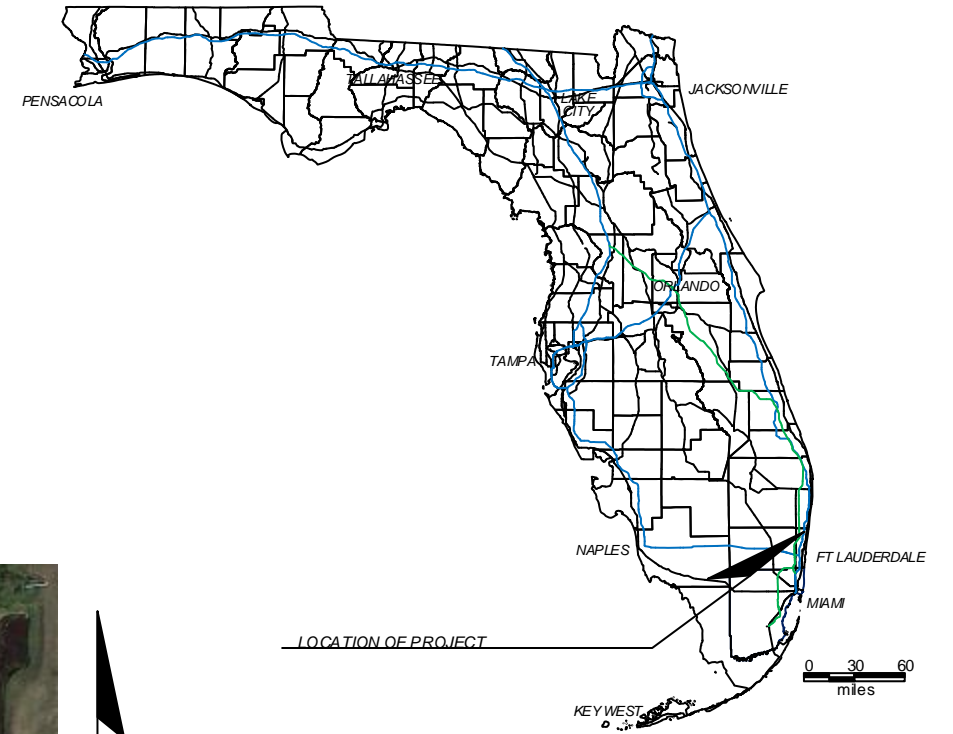 PENSACOLA
TALLAHASSEE
LAKE
CITY
JACKSONVILLE
ORLANDO
TAMPA
NAPLES
FT LAUDERDALE
MIAMI
LOCATION OF PROJECT
0 30 60
miles
KEY WEST